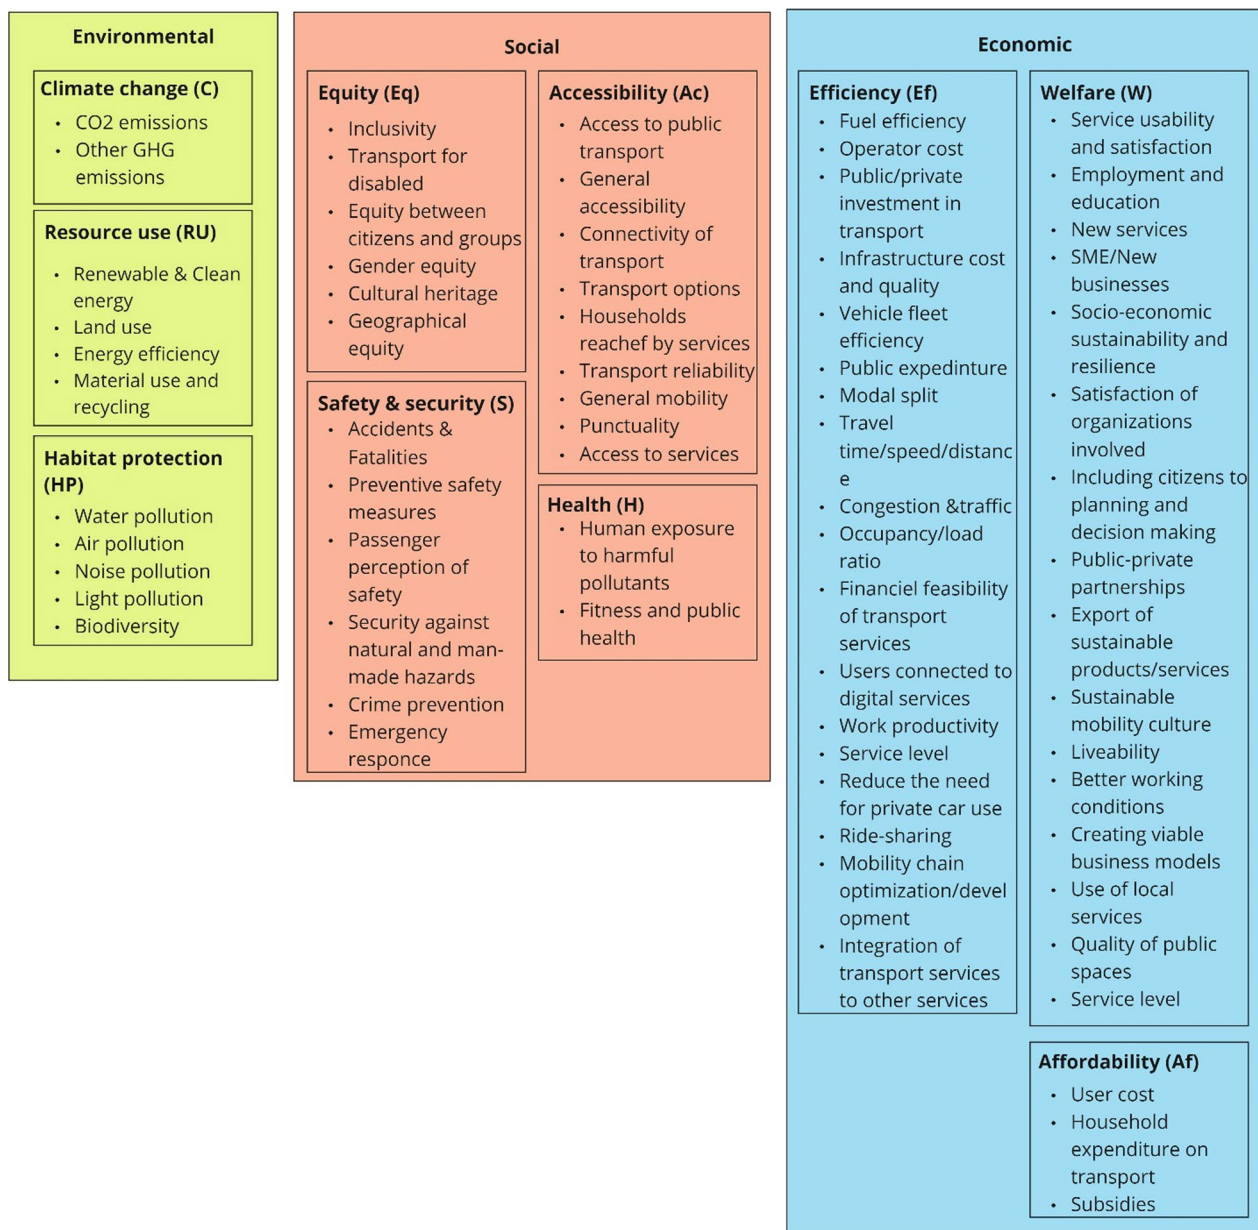 Environmental
Climate change (C)
• CO2 emissions
• Other GHG
emissions
Resource use (RU)
• Renewable & Clean
energy
• Land use
• Energy efficiency
• Material use and
recycling
Habitat protection
(HP)
• Water pollution
• Air pollution
• Noise pollution
• Light pollution
• Biodiversity
Social
Equity (Eq)
• Inclusivity
• Transport for
disabled
• Equity between
citizens and groups
• Gender equity
• Cultural heritage
• Geographical
equity
Safety & security (S)
• Accidents &
Fatalities
• Preventive safety
measures
• Passenger
perception of
safety
• Security against
natural and man-
made hazards
• Crime prevention
• Emergency
responce
Accessibility (Ac)
• Access to public
transport
• General
accessibility
• Connectivity of
transport
• Transport options
• Households
reachef by services
• Transport reliability
• General mobility
• Punctuality
• Access to services
Health (H)
• Human exposure
to harmful
pollutants
• Fitness and public
health
Economic
Efficiency (Ef)
• Fuel efficiency
• Operator cost
• Public/private
investment in
transport
• Infrastructure cost
and quality
• Vehicle fleet
efficiency
• Public expedinture
• Modal split
• Travel
time/speed/distanc
e
• Congestion &traffic
• Occupancy/load
ratio
• Financiel feasibility
of transport
services
• Users connected to
digital services
• Work productivity
• Service level
• Reduce the need
for private car use
• Ride-sharing
• Mobility chain
optimization/devel
opment
• Integration of
transport services
to other services
Welfare (W)
• Service usability
and satisfaction
• Employment and
education
• New services
• SME/New
businesses
• Socio-economic
sustainability and
resilience
• Satisfaction of
organizations
involved
• Including citizens to
planning and
decision making
• Public-private
partnerships
• Export of
sustainable
products/services
• Sustainable
mobility culture
• Liveability
• Better working
conditions
• Creating viable
business models
• Use of local
services
• Quality of public
spaces
• Service level
Affordability (Af)
• User cost
• Household
expenditure on
transport
• Subsidies